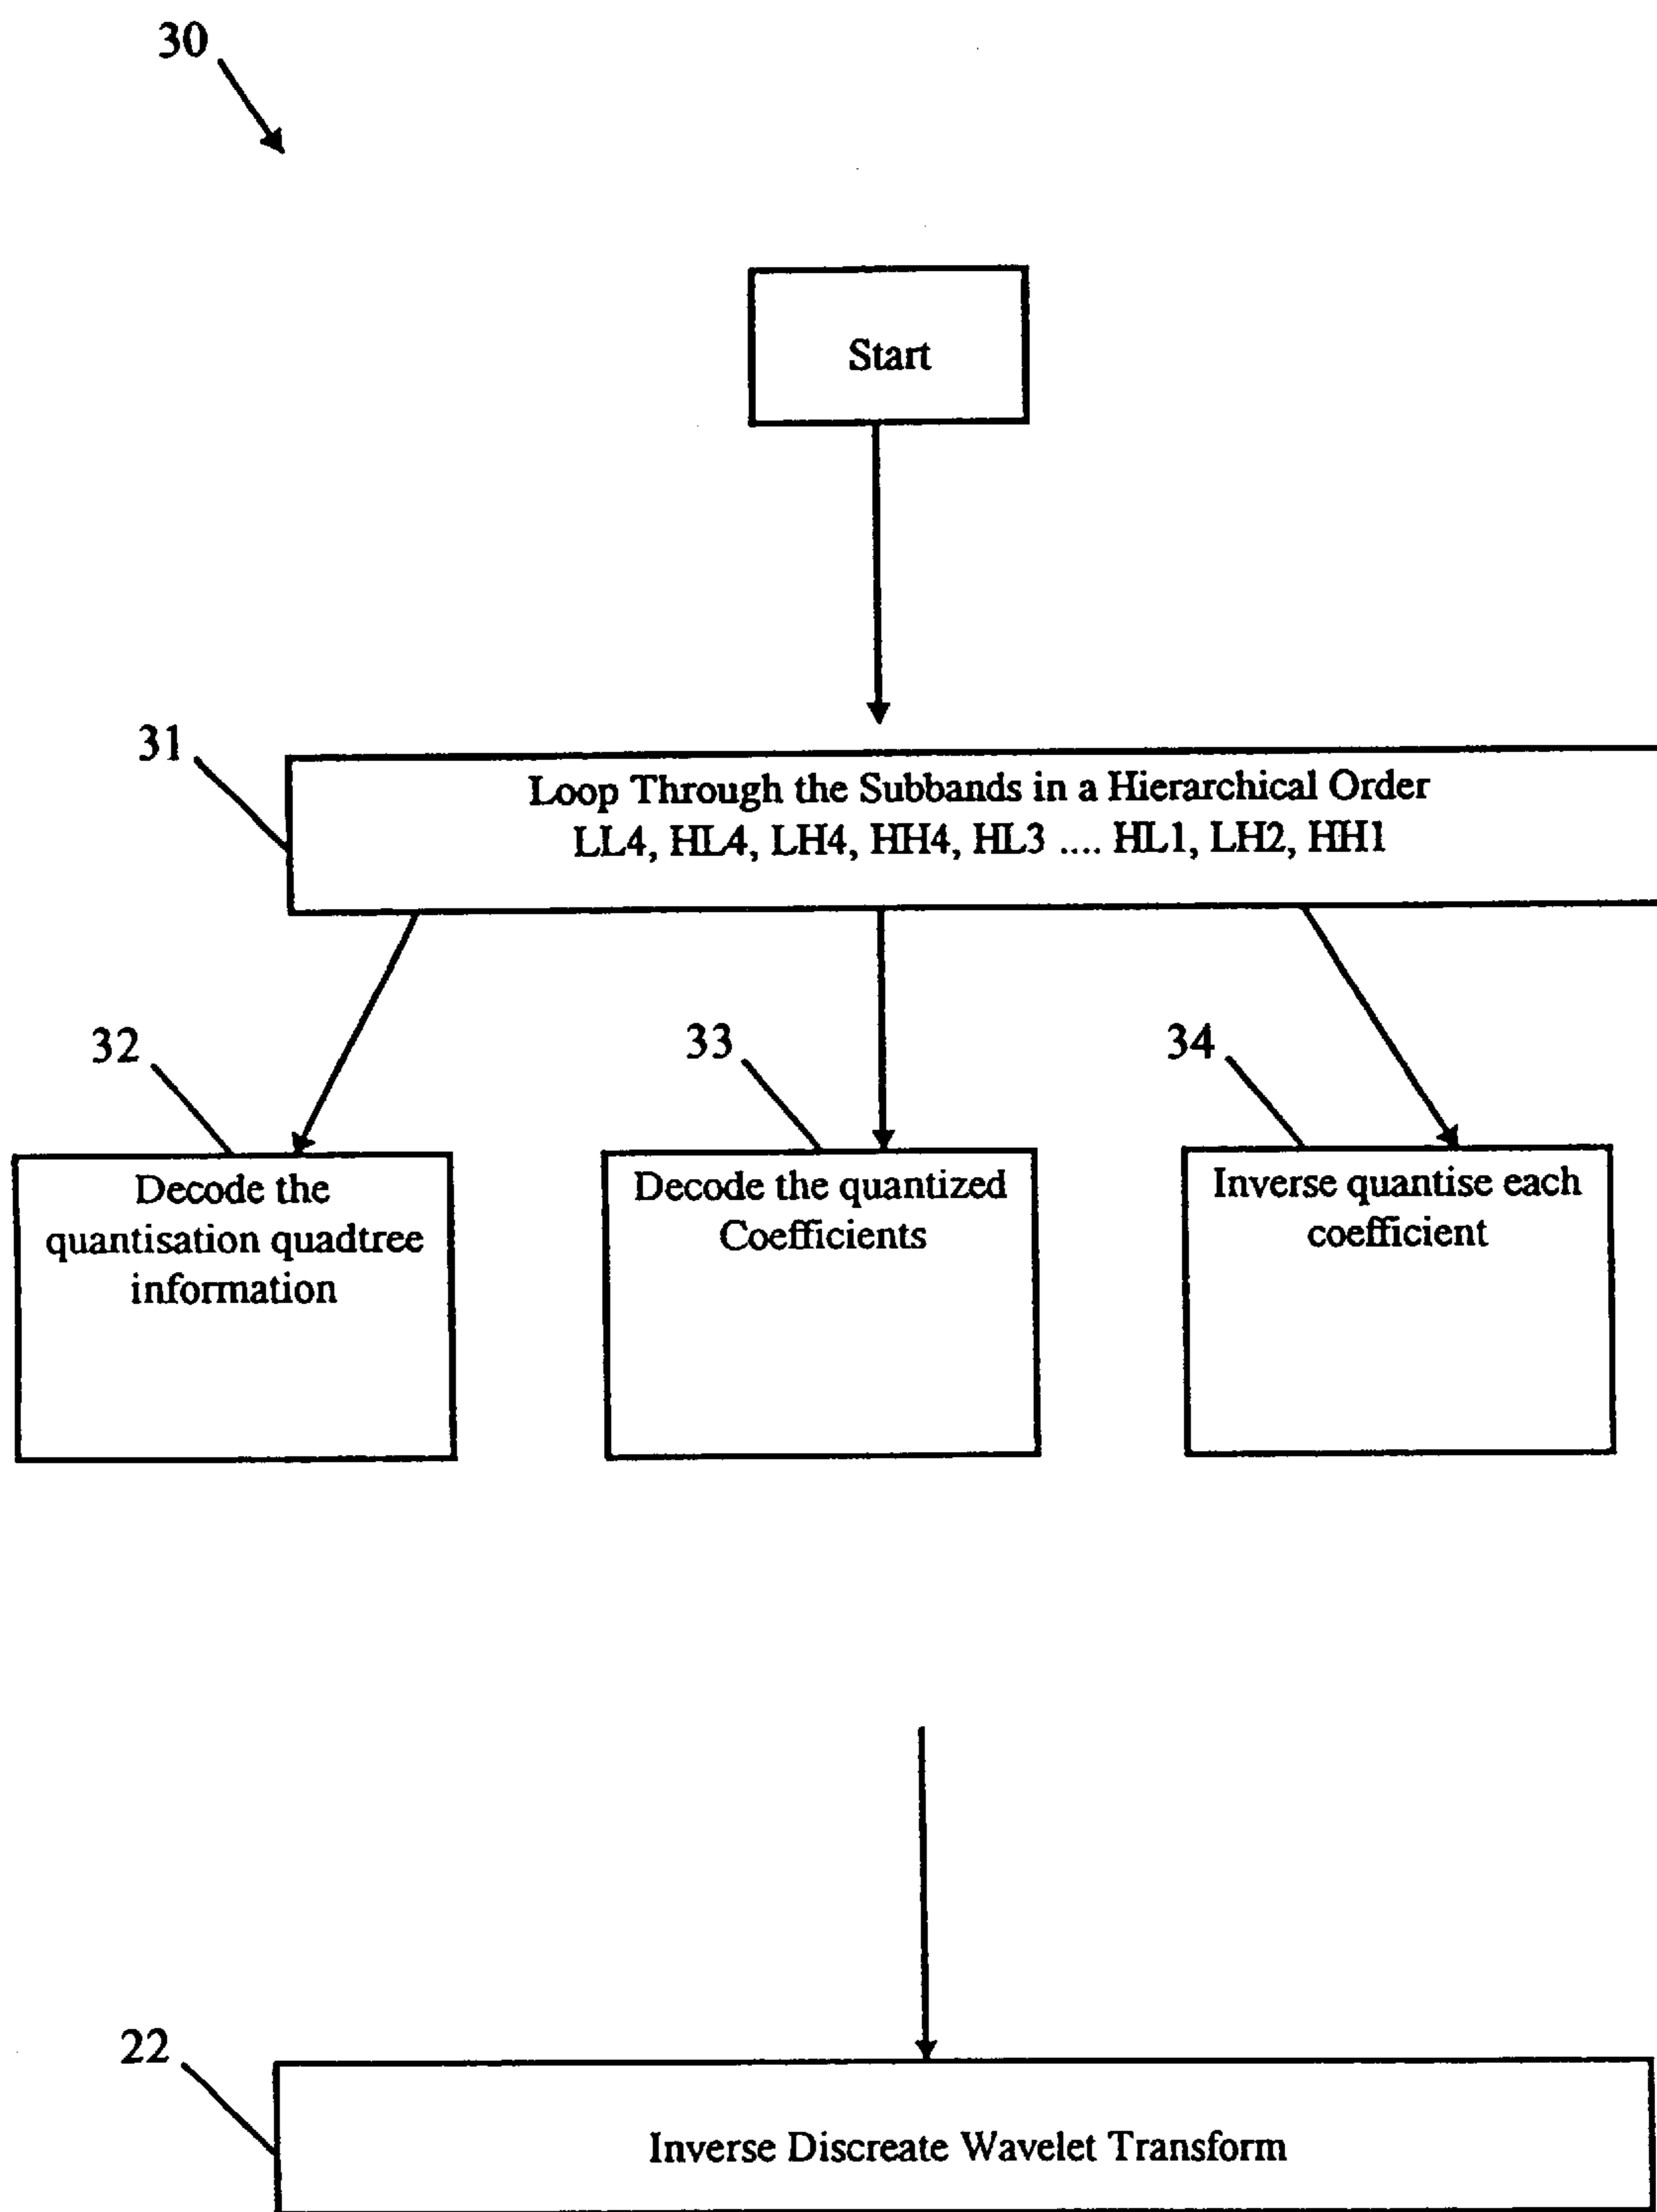 30
Start
31
Loop Through the Subbands in a Hierarchical Order
LL4, HL4, LH4, HH4, HL3 .... HL1, LH2, HH1
32
33
34
Decode the
quantisation quadtree
information
Decode the quantized
Coefficients
Inverse quantise each
coefficient
22
Inverse Discreate Wavelet Transform